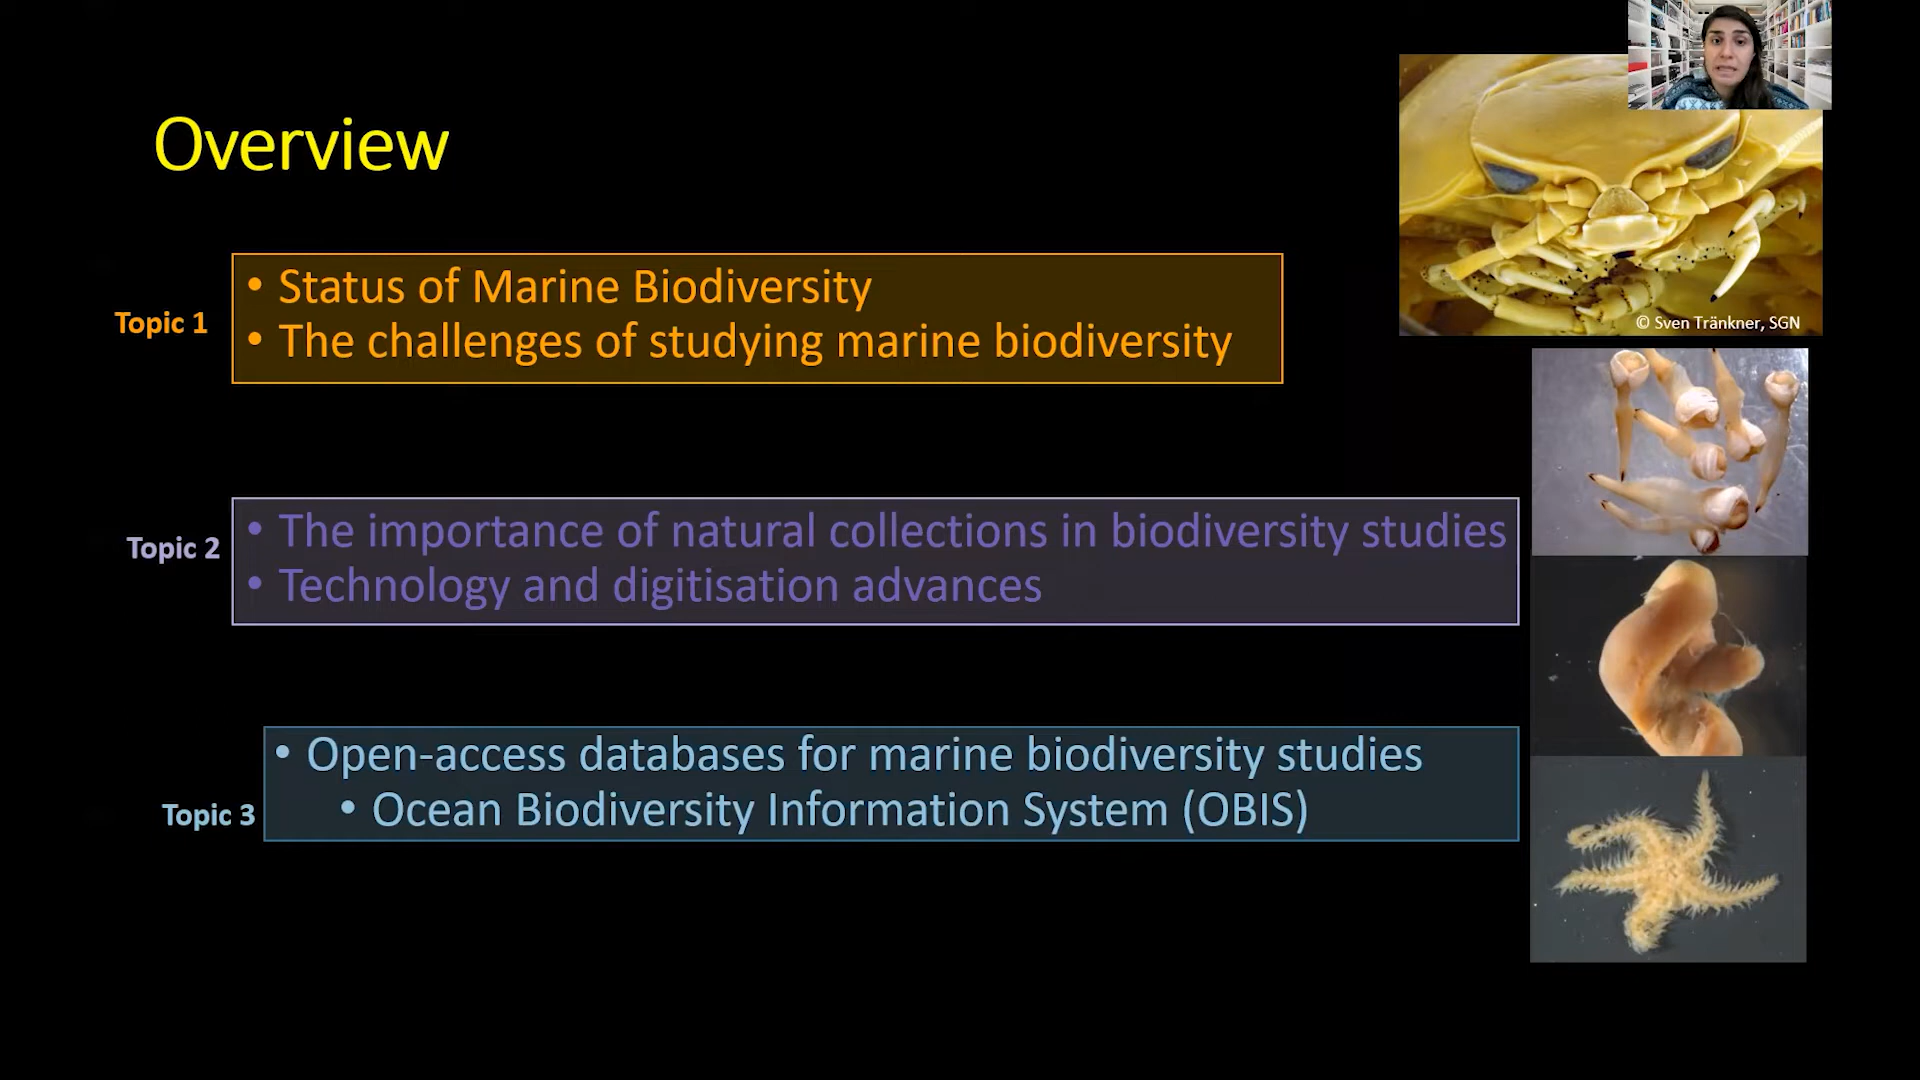 Overview
Topic 1
• Status of Marine Biodiversity
• The challenges of studying marine biodiversity
© Sven Tränkner, SGN
Topic 2
• The importance of natural collections in biodiversity studies
• Technology and digitisation advances
Topic 3
• Open-access databases for marine biodiversity studies
• Ocean Biodiversity Information System (OBIS)